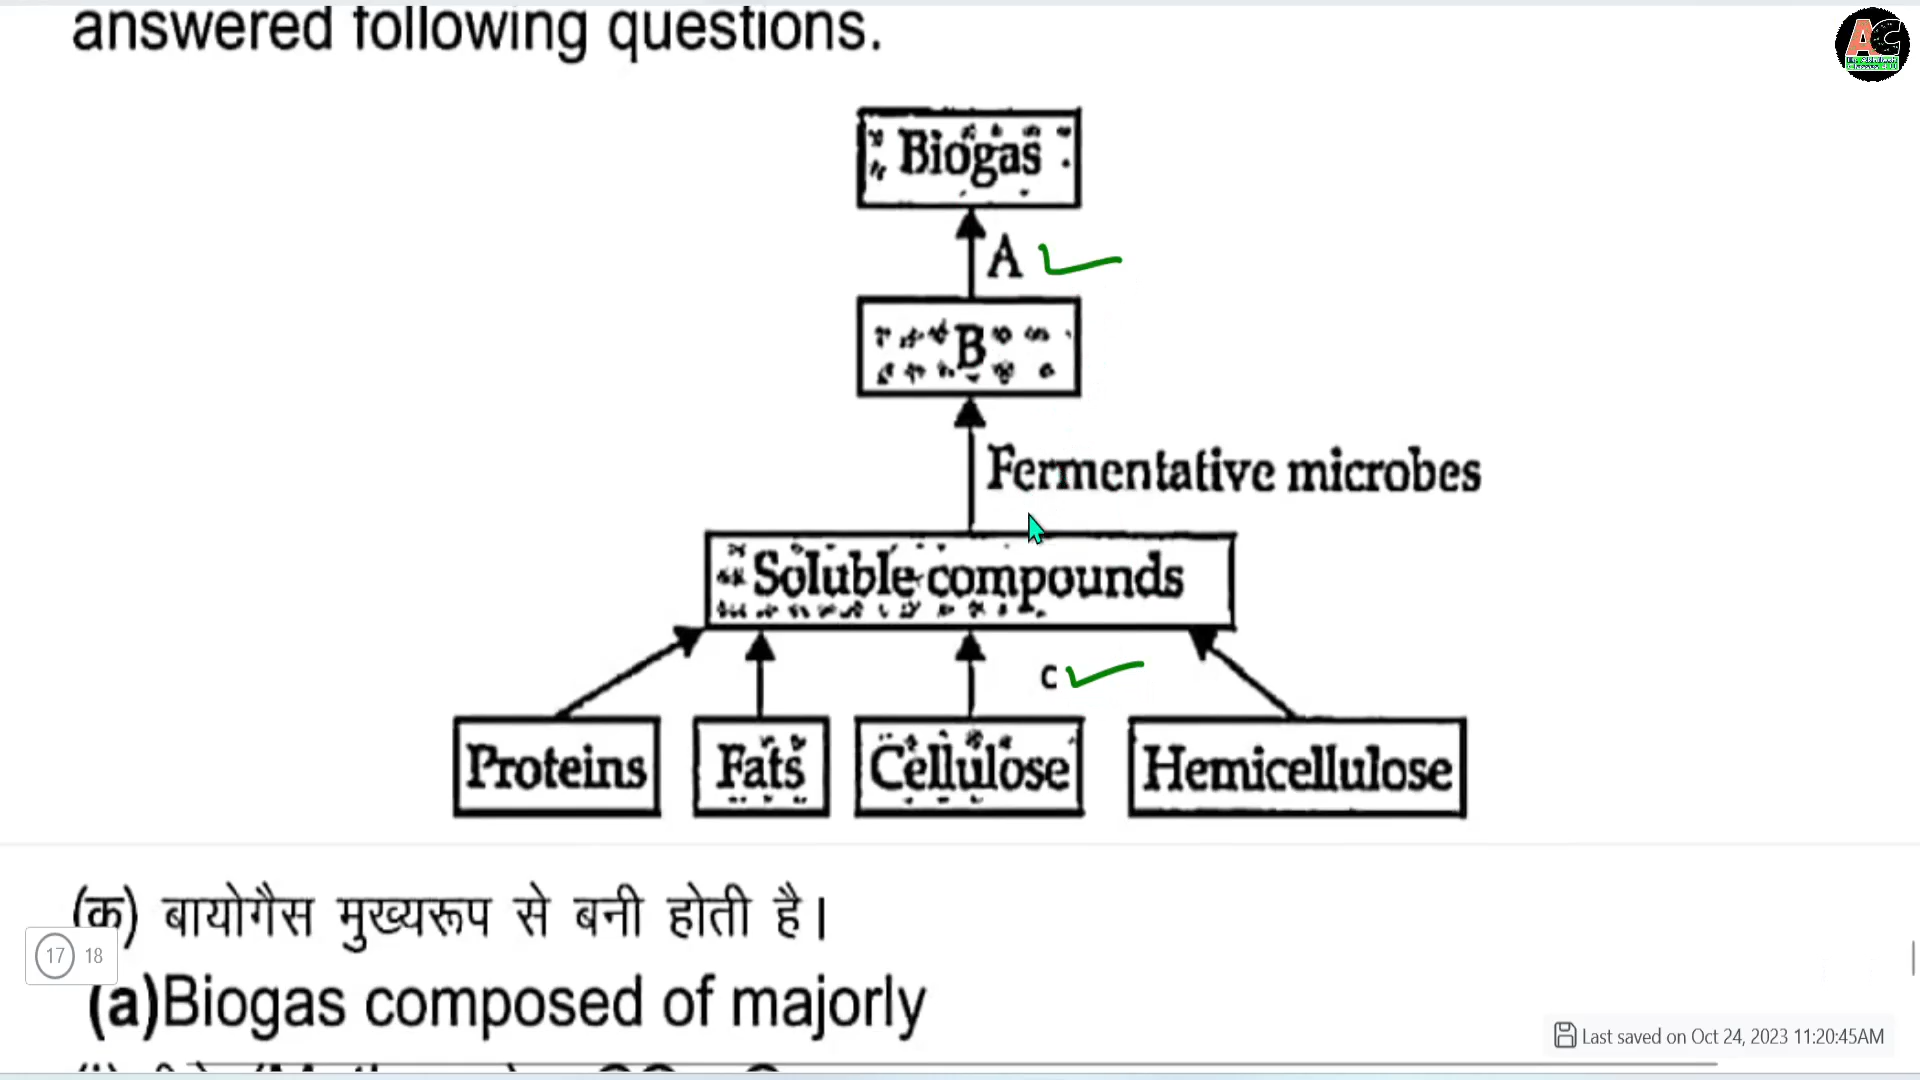 answered following questions.
AC
Biogas
A
B
Fermentative microbes
Soluble compounds
c
Proteins Fats Cellulose Hemicellulose
(क) बायोगैस मुख्यरूप से बनी होती है।
17 18
(a)Biogas composed of majorly
Last saved on Oct 24, 2023 11:20:45AM